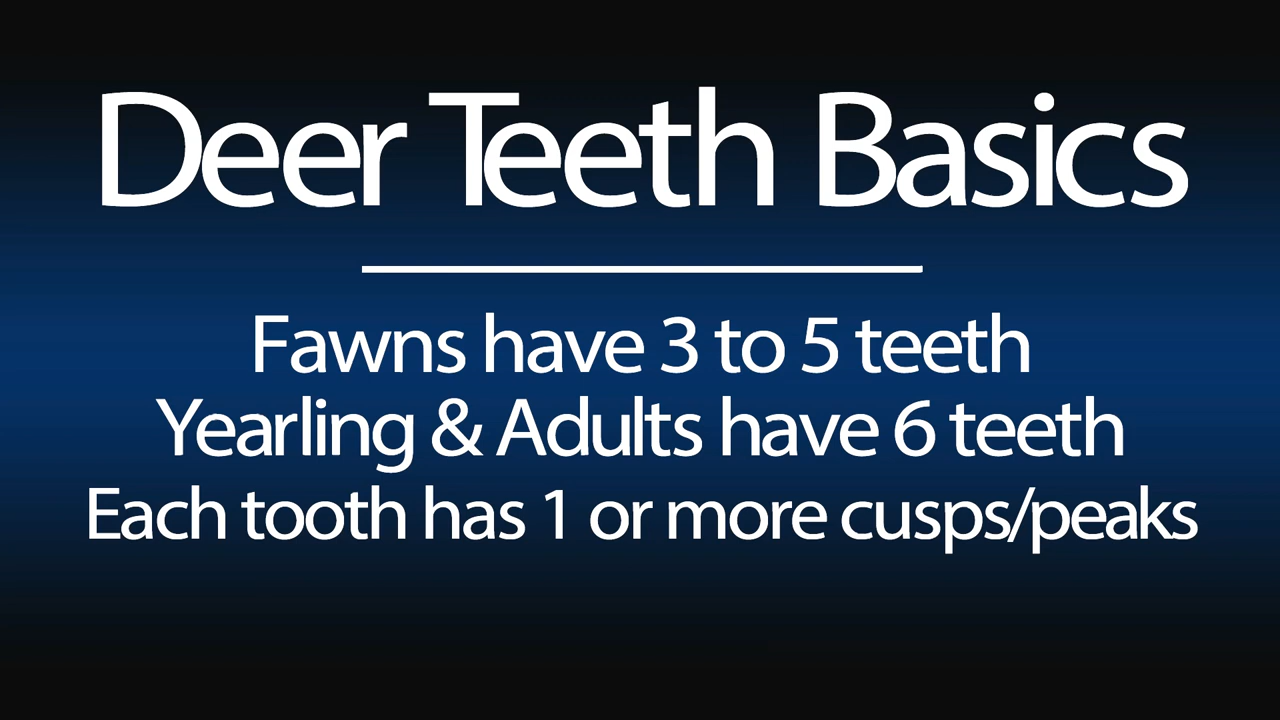 Deer Teeth Basics
Fawns have 3 to 5 teeth
Yearling & Adults have 6 teeth
Each tooth has 1 or more cusps/peaks